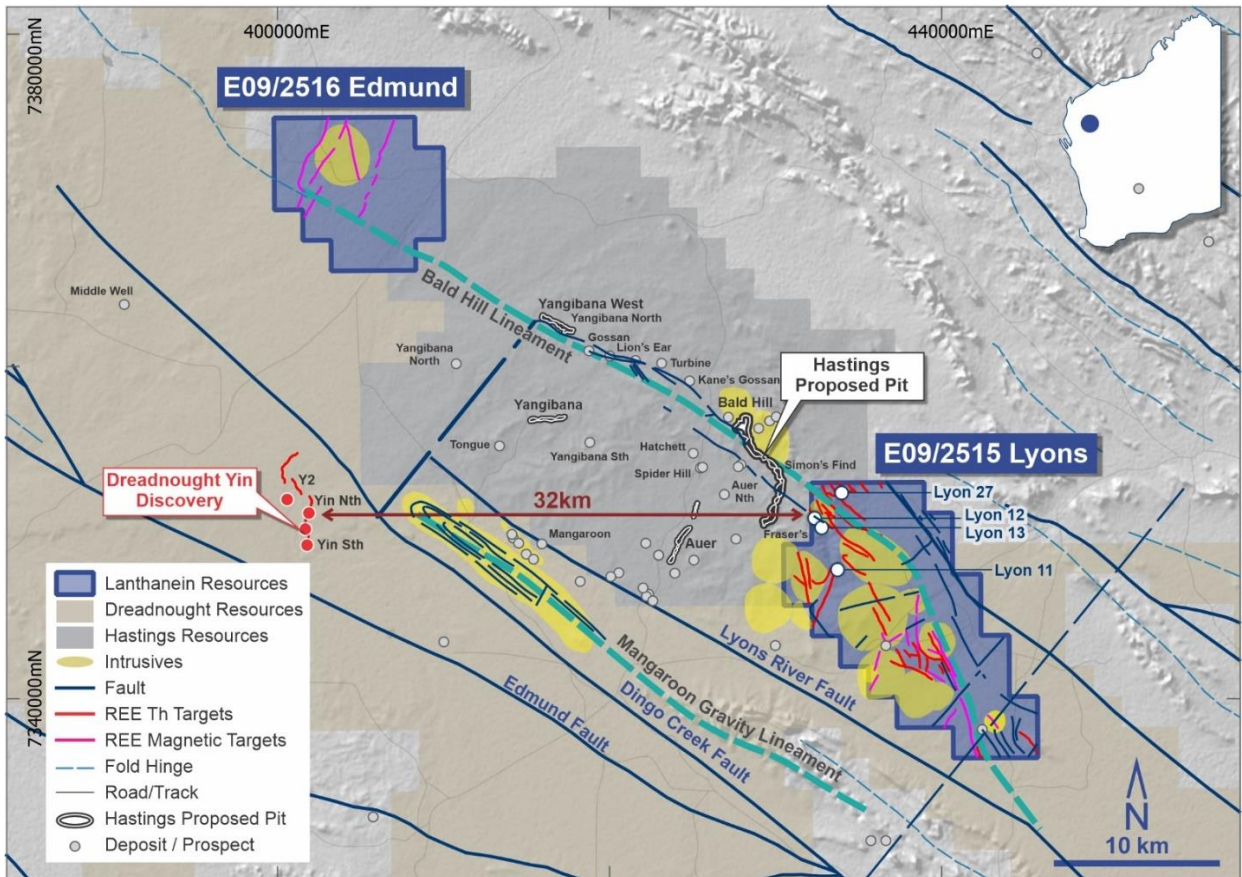 400000mE
440000mE
7380000mN
7340000mN
E09/2516 Edmund
Bald Hill Lineament
Middle Well
Yangibana West
Yangibana North
Gossan
Lion's Ear
Turbine
Kane's Gossan
Yangibana
North
Hastings
Proposed Pit
Bald Hill
Yangibana
Tongue
Yangibana Sth
Hatchett
Spider Hill
Simon's Find
Auer
Nth
E09/2515 Lyons
Lyon 27
Lyon 12
Lyon 13
Lyon 11
Dreadnought Yin
Discovery
Y2
Yin Nth
Yin Sth
32km
Mangaroon
Auer
Fraser's
Mangaroon Gravity Lineament
Lyons River Fault
Dingo Creek Fault
Edmund Fault
Lanthanein Resources
Dreadnought Resources
Hastings Resources
Intrusives
Fault
REE Th Targets
REE Magnetic Targets
Fold Hinge
Road/Track
Hastings Proposed Pit
Deposit / Prospect
N
10 km